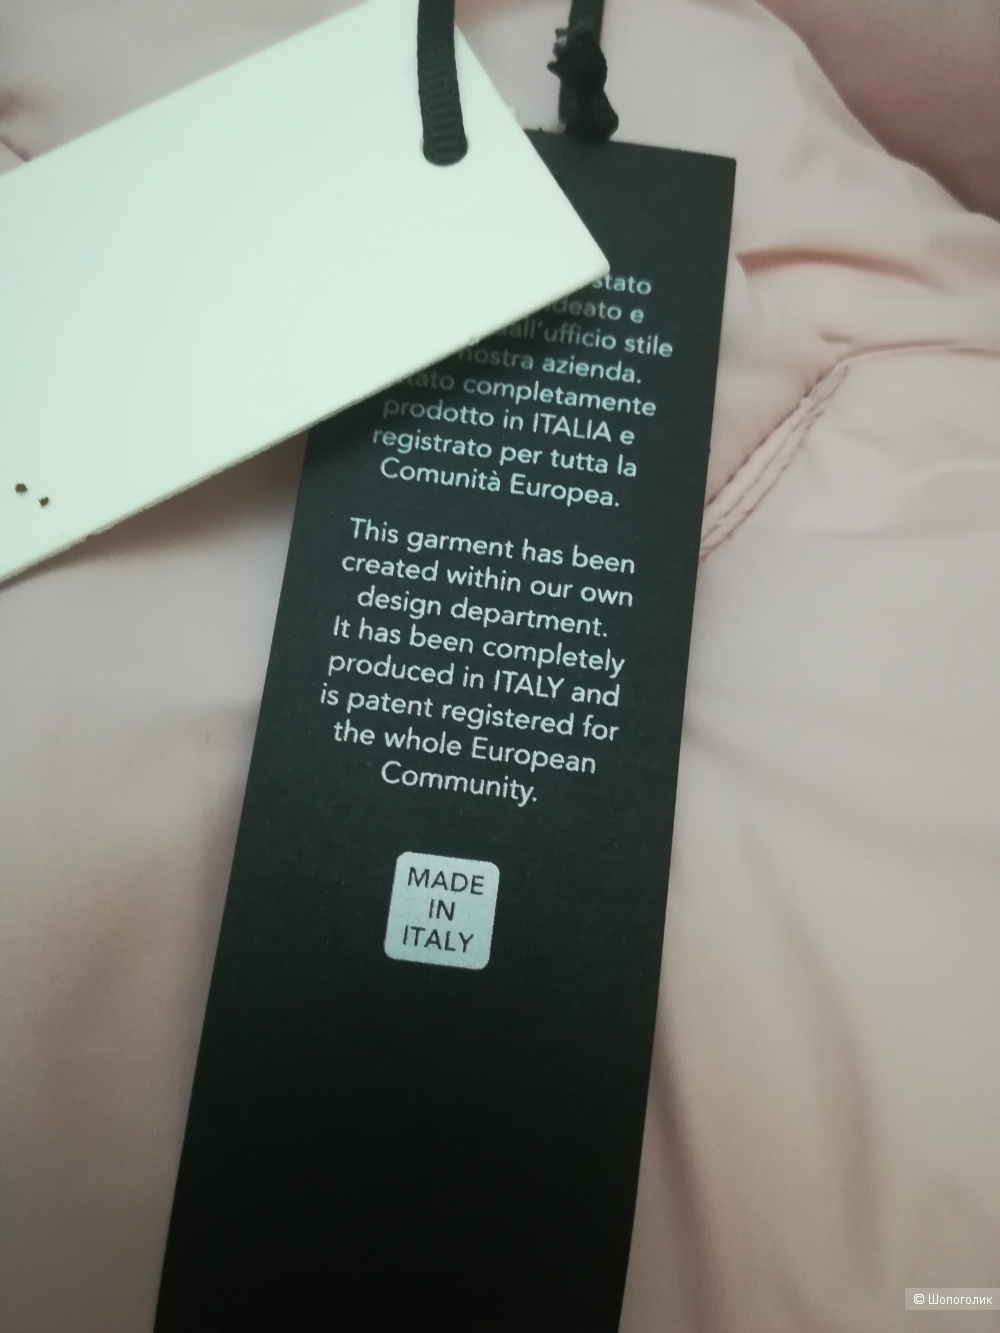 stato
ideato e
dall'ufficio stile
nostra azienda.
stato completamente
prodotto in ITALIA e
registrato per tutta la
Comunità Europea.
This garment has been
created within our own
design department.
It has been completely
produced in ITALY and
is patent registered for
the whole European
Community.
MADE
IN
ITALY
© Шопоголик